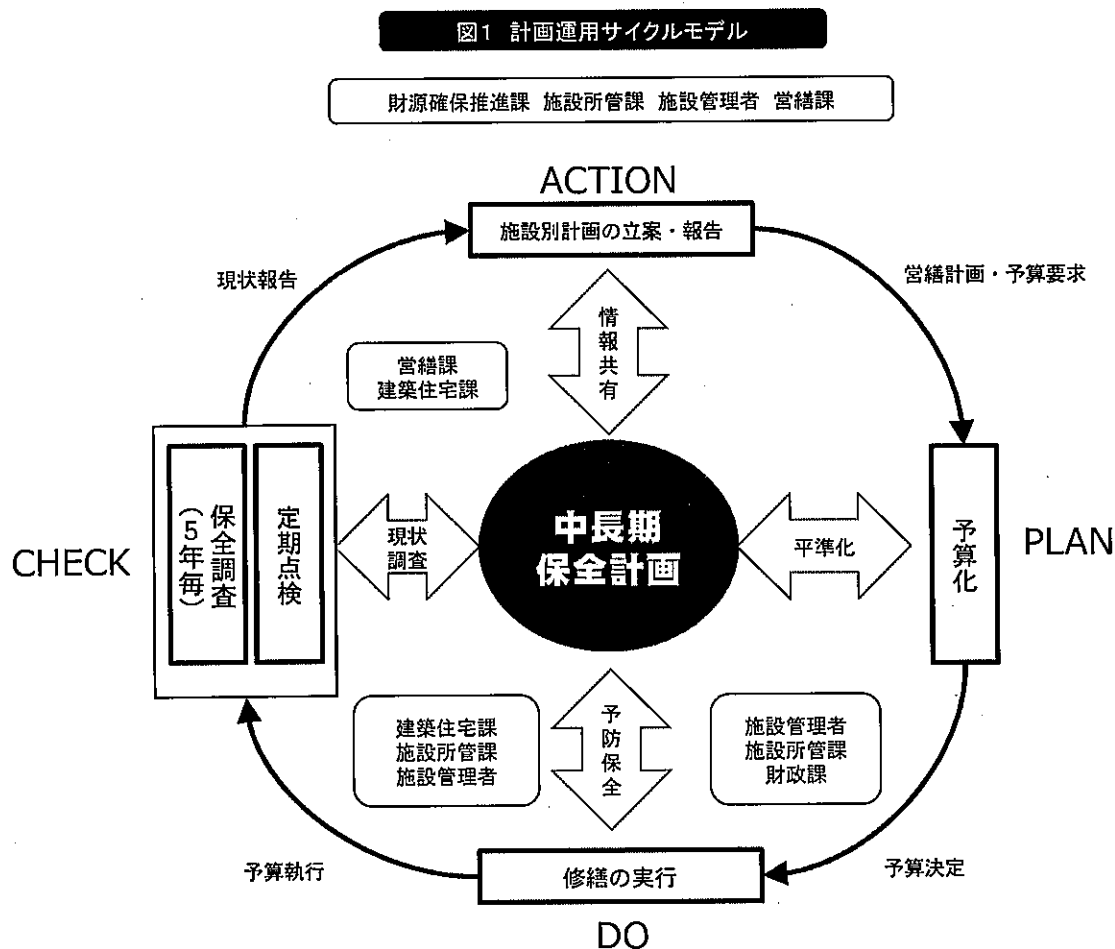 図1 計画運用サイクルモデル
財源確保推進課 施設所管課 施設管理者 営繕課
ACTION
施設別計画の立案・報告
現状報告
営繕計画・予算要求
情報共有
営繕課
建築住宅課
CHECK
保全調査
(5年毎)
定期点検
現状
調査
中長期
保全計画
平準化
予算化
PLAN
建築住宅課
施設所管課
施設管理者
予防保全
施設管理者
施設所管課
財政課
予算執行
修繕の実行
予算決定
DO